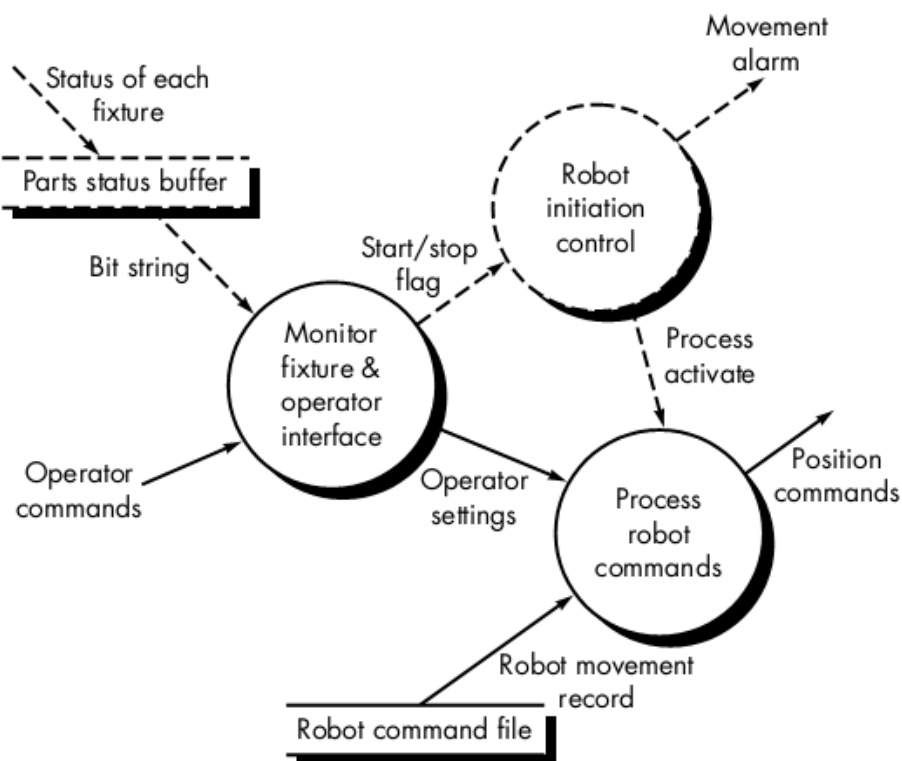 Movement
alarm
Status of each
fixture
Parts status buffer
Robot
initiation
control
Bit string
Start/stop
flag
Monitor
fixture &
operator
interface
Process
activate
Operator
commands
Operator
settings
Position
commands
Process
robot
commands
Robot movement
record
Robot command file